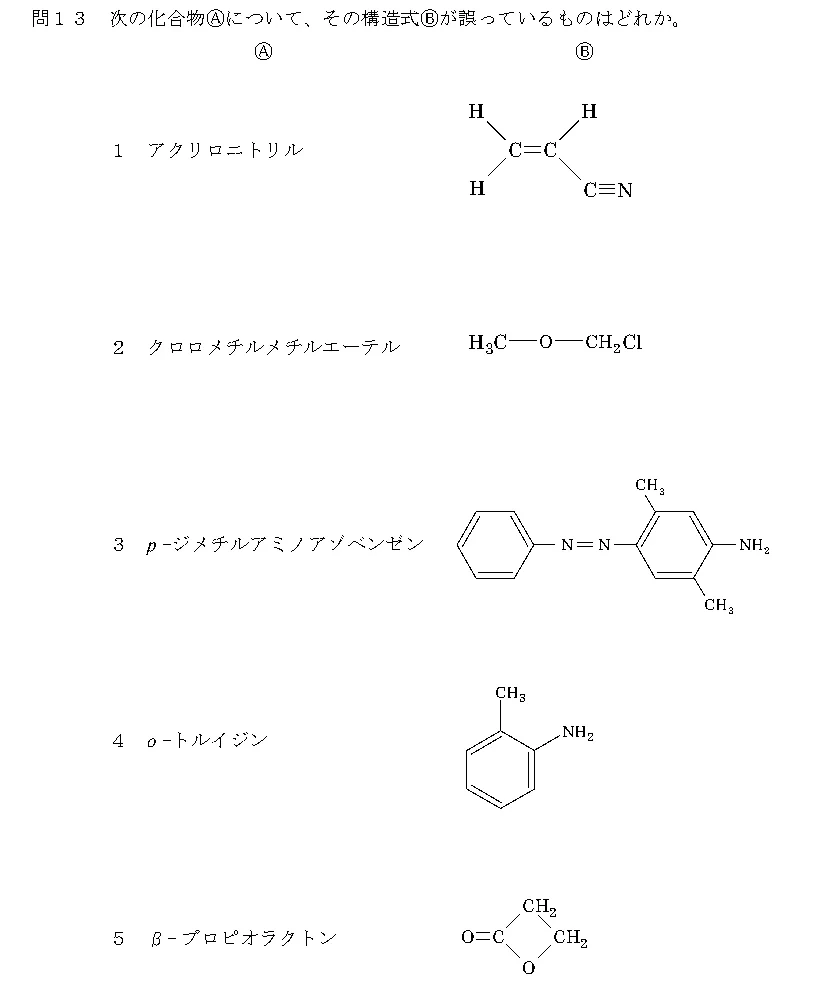 問13 次の化合物Ⓐについて、その構造式Ⓑが誤っているものはどれか。
Ⓐ Ⓑ
H H
1 アクリロニトリル C=C
H C≡N
2 クロロメチルメチルエーテル H₃C―O―CH₂Cl
CH₃
3 p-ジメチルアミノアゾベンゼン N=N NH₂
CH₃
CH₃
4 o-トルイジン NH₂
CH₂
5 β-プロピオラクトン O=C CH₂
O